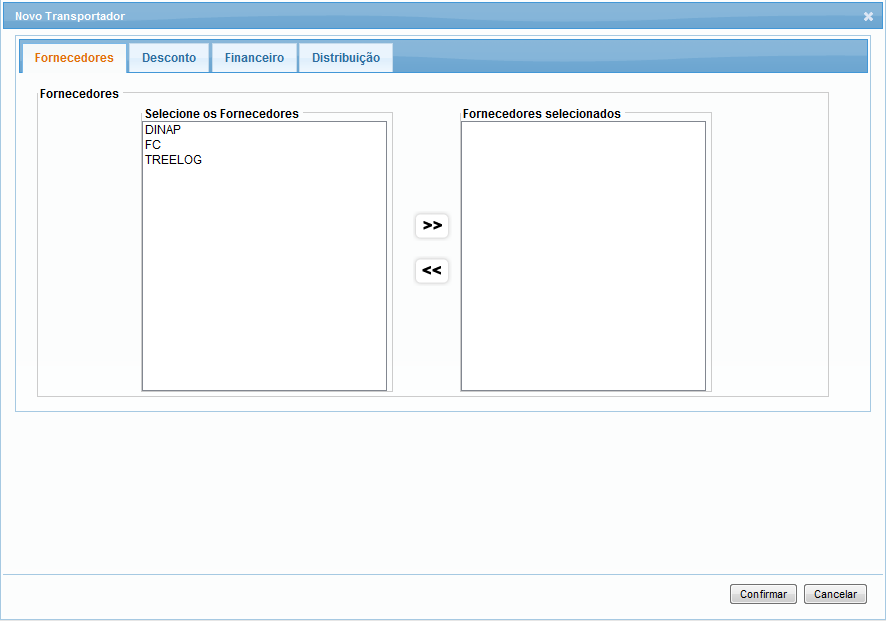 Novo Transportador
Fornecedores Desconto Financeiro Distribuição
Fornecedores
Selecione os Fornecedores
DINAP
FC
TREELOG
>>
<<
Fornecedores selecionados
Confirmar Cancelar